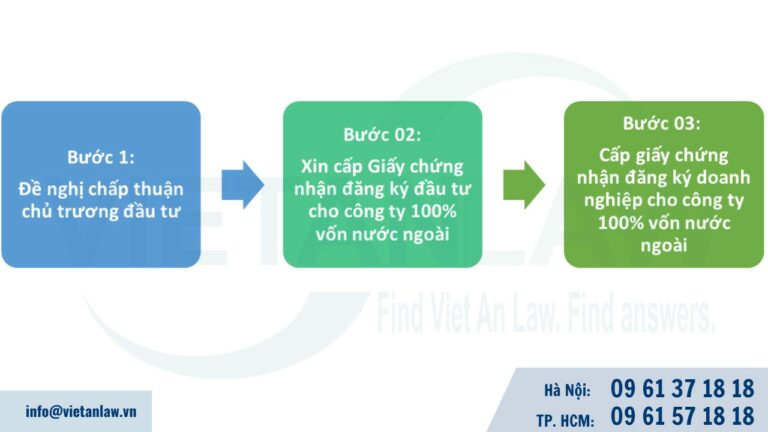 Bước 1:
Đề nghị chấp thuận
chủ trương đầu tư
Bước 02:
Xin cấp Giấy chứng
nhận đăng ký đầu tư
cho công ty 100%
vốn nước ngoài
Bước 03:
Cấp giấy chứng
nhận đăng ký doanh
nghiệp cho công ty
100% vốn nước
ngoài
VIETANLAW
Find Viet An Law. Find answers.
info@vietanlaw.vn
Hà Nội: 09 61 37 18 18
TP. HCM: 09 61 57 18 18